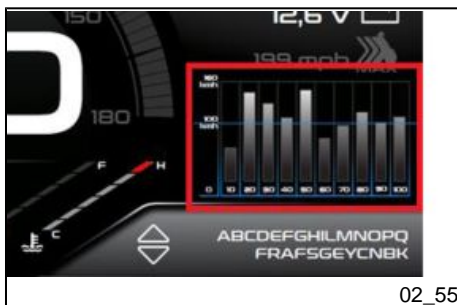 150
12,6 V
199 mph
MAX
180
160
km/h
100
km/h
0 10 20 30 40 50 60 70 80 90 100
F
H
C
ABCDEFGHILMNOPQ
FRAFSGEYCNBK
02_55